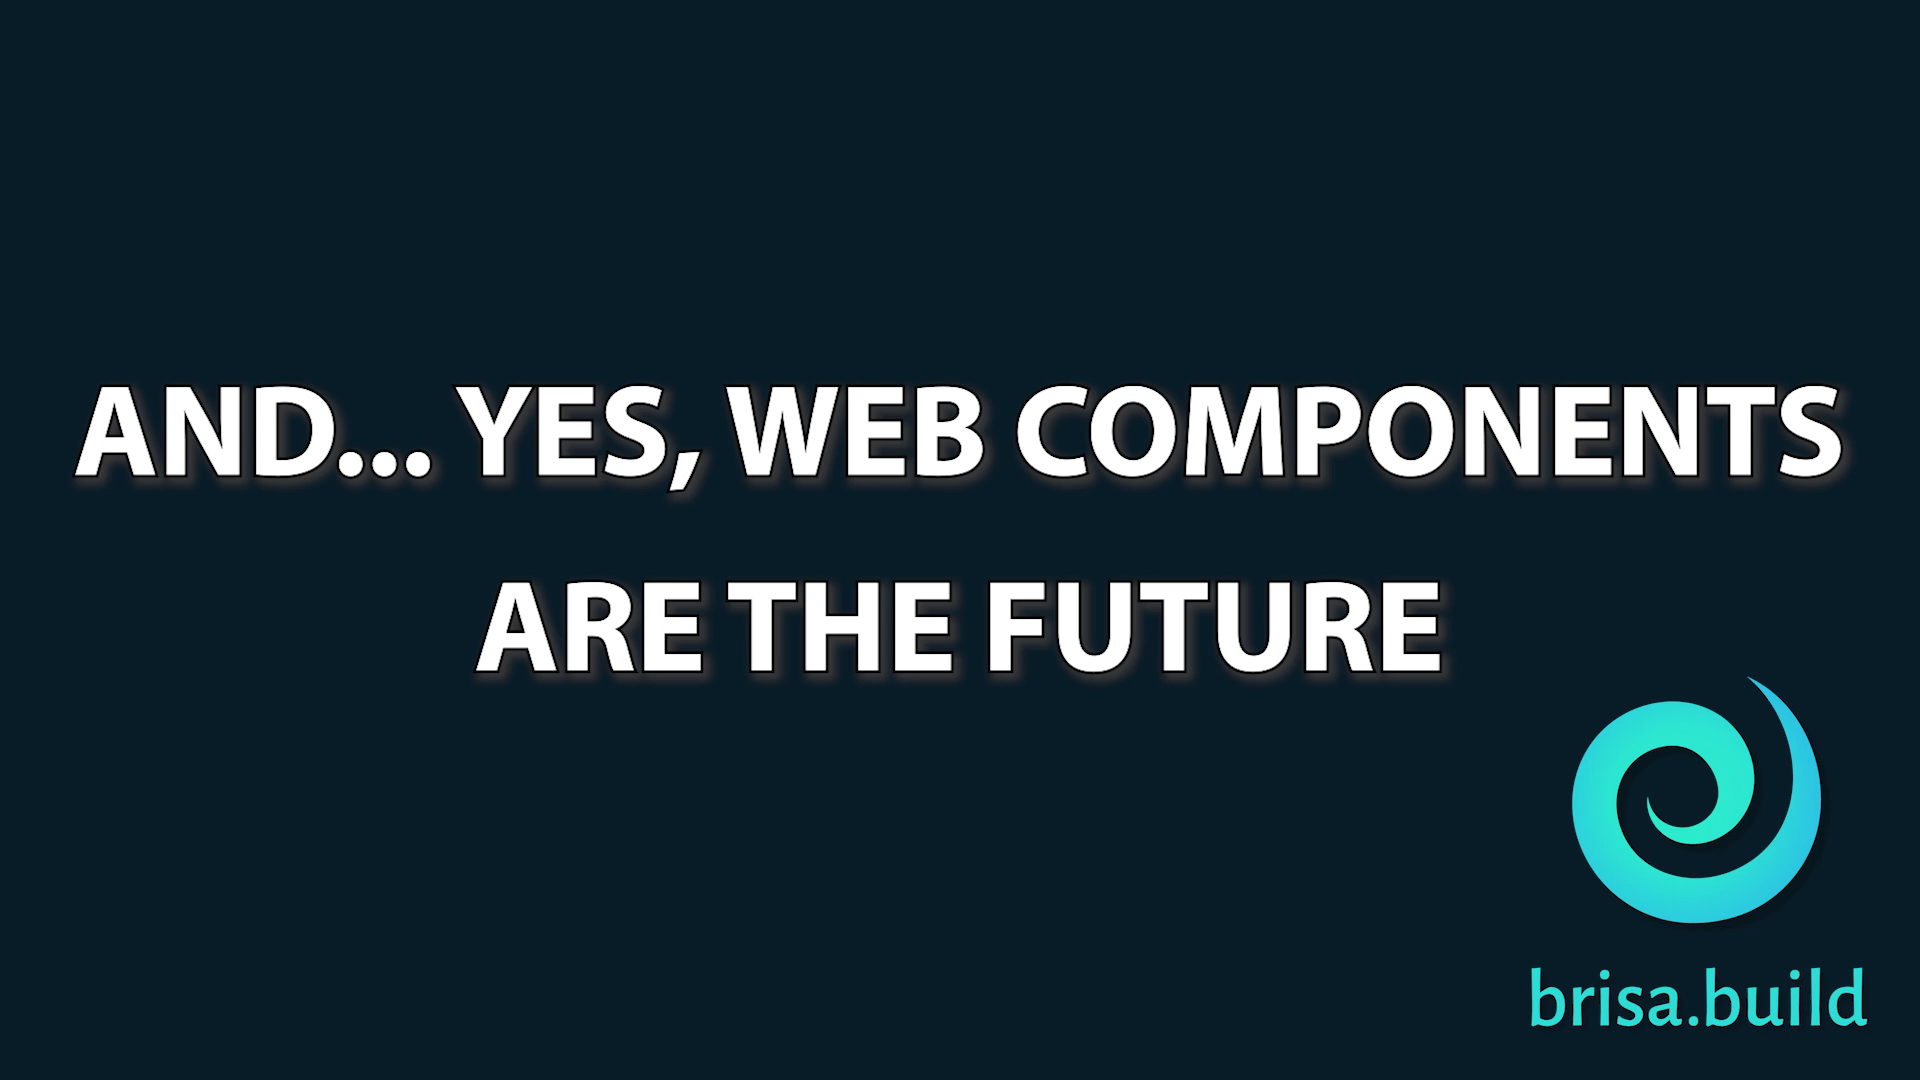 AND... YES, WEB COMPONENTS
ARE THE FUTURE
brisa.build